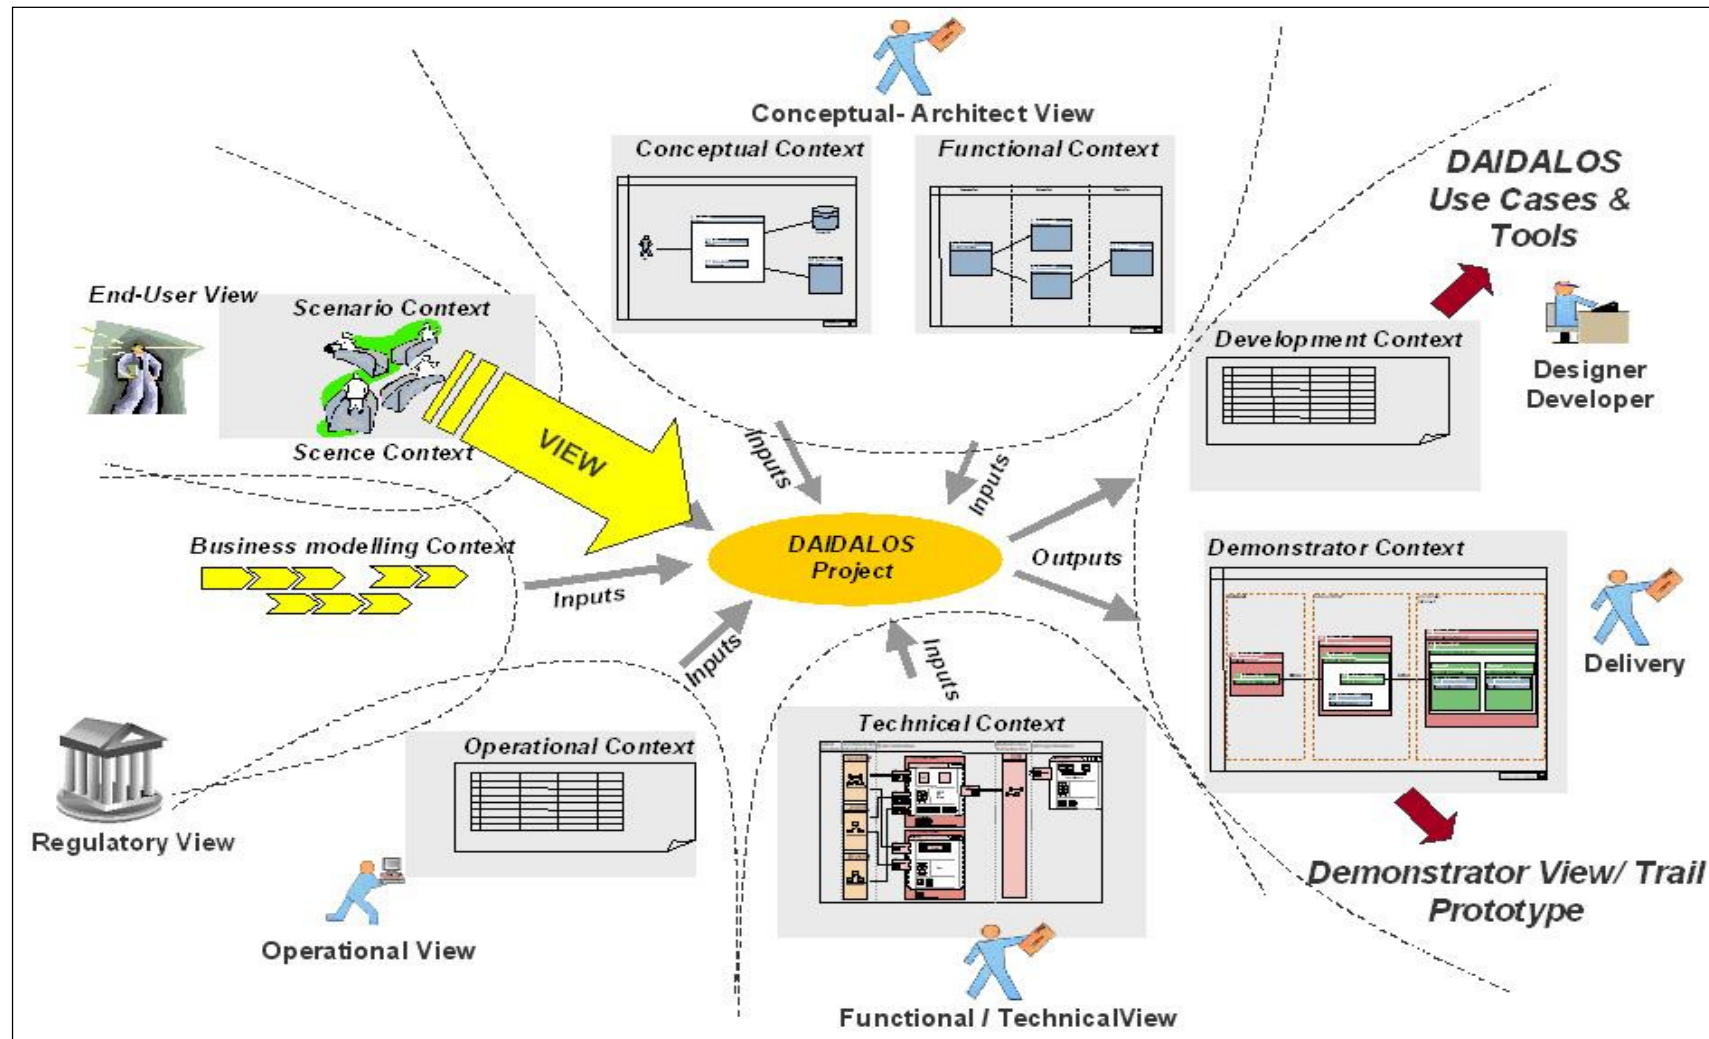 Conceptual- Architect View
Conceptual Context
Functional Context
DAIDALOS
Use Cases &
Tools
End-User View
Scenario Context
Scence Context
VIEW
Development Context
Designer
Developer
Inputs
Inputs
Business modelling Context
Inputs
DAIDALOS
Project
Outputs
Demonstrator Context
Delivery
Inputs
Inputs
Regulatory View
Operational Context
Operational View
Technical Context
Functional / TechnicalView
Demonstrator View/ Trail
Prototype